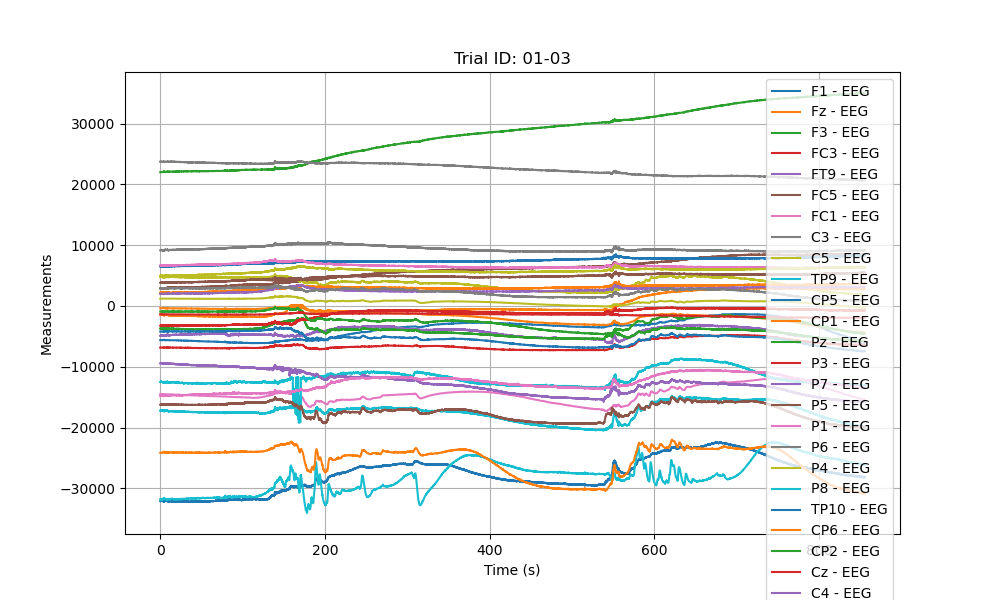 Trial ID: 01-03
Measurements
30000
20000
10000
0
−10000
−20000
−30000
0
200
400
600
800
Time (s)
F1 - EEG
Fz - EEG
F3 - EEG
FC3 - EEG
FT9 - EEG
FC5 - EEG
FC1 - EEG
C3 - EEG
C5 - EEG
TP9 - EEG
CP5 - EEG
CP1 - EEG
Pz - EEG
P3 - EEG
P7 - EEG
P5 - EEG
P1 - EEG
P6 - EEG
P4 - EEG
P8 - EEG
TP10 - EEG
CP6 - EEG
CP2 - EEG
Cz - EEG
C4 - EEG